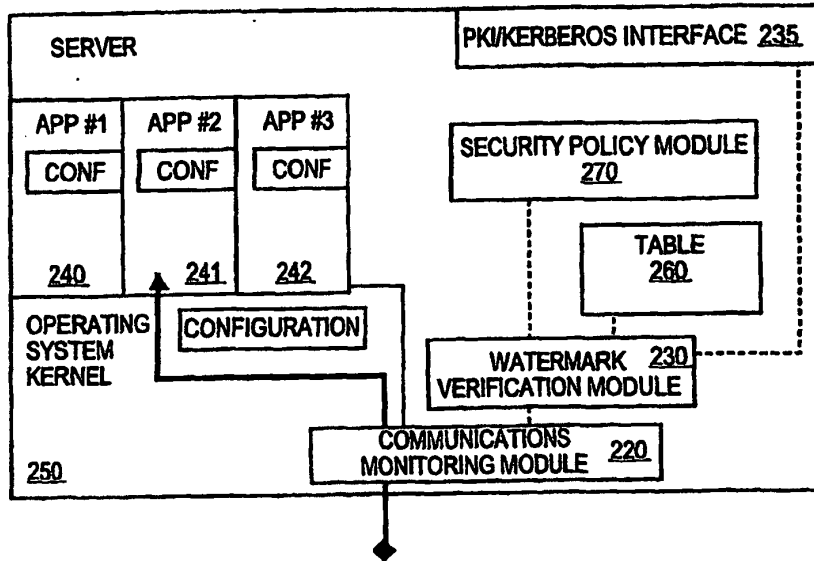 SERVER
PKI/KERBEROS INTERFACE 235
APP #1
CONF
240
APP #2
CONF
241
APP #3
CONF
242
SECURITY POLICY MODULE
270
TABLE
260
OPERATING
SYSTEM
KERNEL
CONFIGURATION
WATERMARK 230
VERIFICATION MODULE
COMMUNICATIONS
MONITORING MODULE 220
250